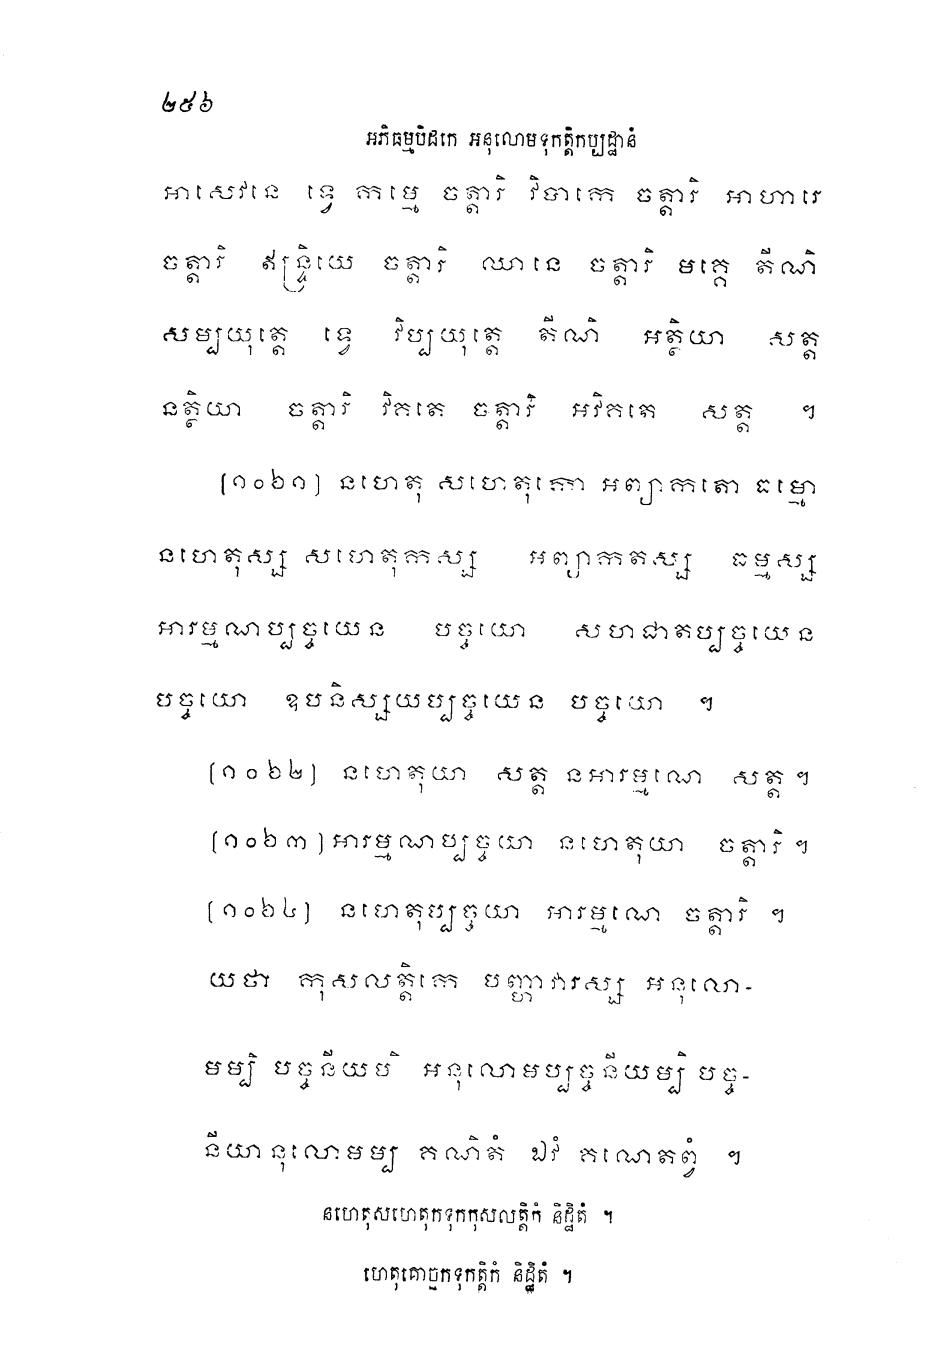 ២៥៦
អភិធម្មបិដកេ អនុលោមទុកត្តិកប្បដ្ឋានំ
អាសេវនេ ទ្វេ កម្មេ ចត្តារិ វិបាកេ ចត្តារិ អាហារេ
ចត្តារិ ឥន្ទ្រិយេ ចត្តារិ ឈានេ ចត្តារិ មគ្គេ តីណិ
សម្បយុត្តេ ទ្វេ វិប្បយុត្តេ តីណិ អត្ថិយា សត្ត
នត្ថិយា ចត្តារិ វិគតេ ចត្តារិ អវិគតេ សត្ត ។
(១០៦១) នហេតុ សហេតុកោ អព្យាកតោ ធម្មោ
នហេតុស្ស សហេតុកស្ស អព្យាកតស្ស ធម្មស្ស
អារម្មណប្បច្ចយេន បច្ចយោ សហជាតប្បច្ចយេន
បច្ចយោ ឧបនិស្សយប្បច្ចយេន បច្ចយោ ។
(១០៦២) នហេតុយា សត្ត នអារម្មណេ សត្ត ។
(១០៦៣) អារម្មណប្បច្ចយា នហេតុយា ចត្តារិ ។
(១០៦៤) នហេតុប្បច្ចយា អារម្មណេ ចត្តារិ ។
យថា កុសលត្តិកេ បញ្ហាវារស្ស អនុលោ-
មម្បិ បច្ចនីយបិ អនុលោមប្បច្ចនីយម្បិ បច្ច-
នីយានុលោមម្ប គណិតំ ឯវំ គណេតព្វំ ។
នហេតុសហេតុកទុកកុសលត្តិកំ និដ្ឋិតំ ។
ហេតុគោច្ឆកទុកត្តិកំ និដ្ឋិតំ ។